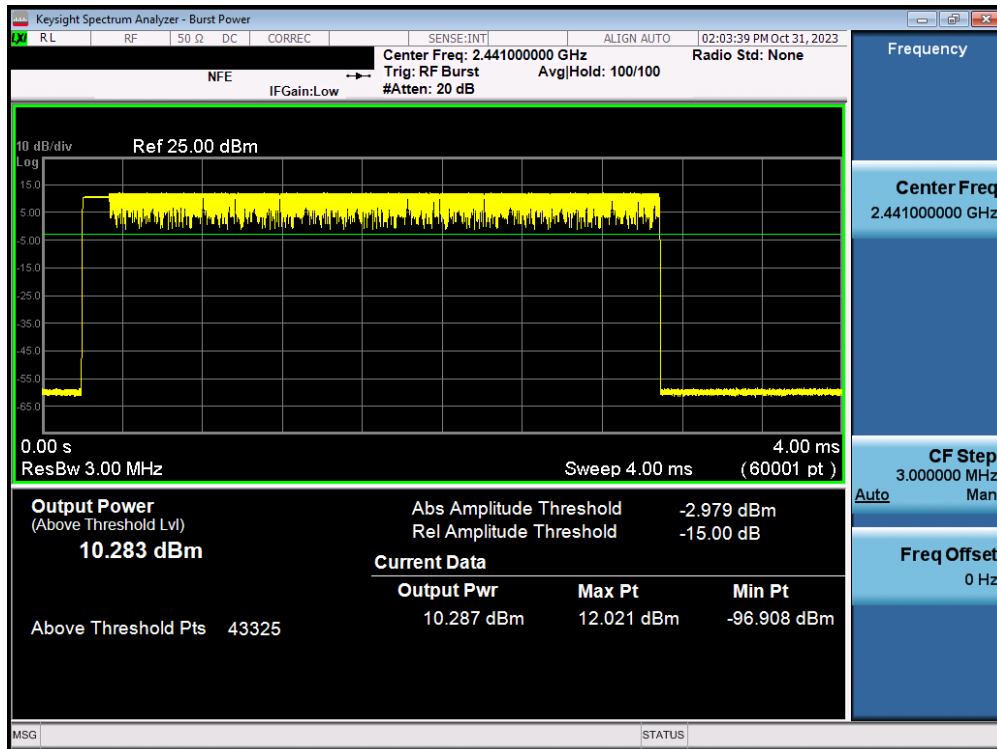 Keysight Spectrum Analyzer - Burst Power
LXI RL RF 50 Ω DC CORREC SENSE:INT ALIGN AUTO 02:03:39 PM Oct 31, 2023
Center Freq: 2.441000000 GHz Radio Std: None
NFE Trig: RF Burst Avg|Hold: 100/100
IFGain:Low #Atten: 20 dB
10 dB/div Ref 25.00 dBm
Log
15.0
5.00
-5.00
-15.0
-25.0
-35.0
-45.0
-55.0
-65.0
0.00 s 4.00 ms
ResBw 3.00 MHz Sweep 4.00 ms (60001 pt )
Output Power
(Above Threshold Lvl)
10.283 dBm
Above Threshold Pts 43325
Abs Amplitude Threshold -2.979 dBm
Rel Amplitude Threshold -15.00 dB
Current Data
Output Pwr Max Pt Min Pt
10.287 dBm 12.021 dBm -96.908 dBm
Frequency
Center Freq
2.441000000 GHz
CF Step
3.000000 MHz
Auto Man
Freq Offset
0 Hz
MSG STATUS